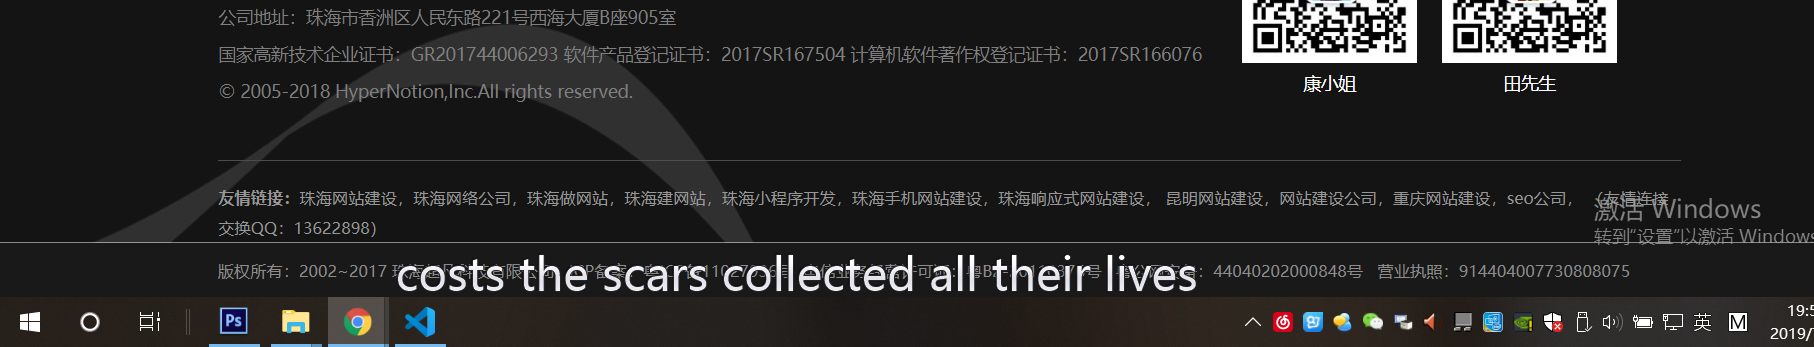 公司地址：珠海市香洲区人民东路221号西海大厦B座905室
国家高新技术企业证书：GR201744006293 软件产品登记证书：2017SR167504 计算机软件著作权登记证书：2017SR166076
© 2005-2018 HyperNotion,Inc.All rights reserved.
康小姐
田先生
友情链接：珠海网站建设，珠海网络公司，珠海做网站，珠海建网站，珠海小程序开发，珠海手机网站建设，珠海响应式网站建设， 昆明网站建设，网站建设公司，重庆网站建设，seo公司， （友情连接
交换QQ：13622898）
激活 Windows
转到"设置"以激活 Windows
版权所有：2002~2017 珠海 44040202000848号 营业执照：914404007730808075
costs the scars collected all their lives
Ps
英
M
19:5
2019/